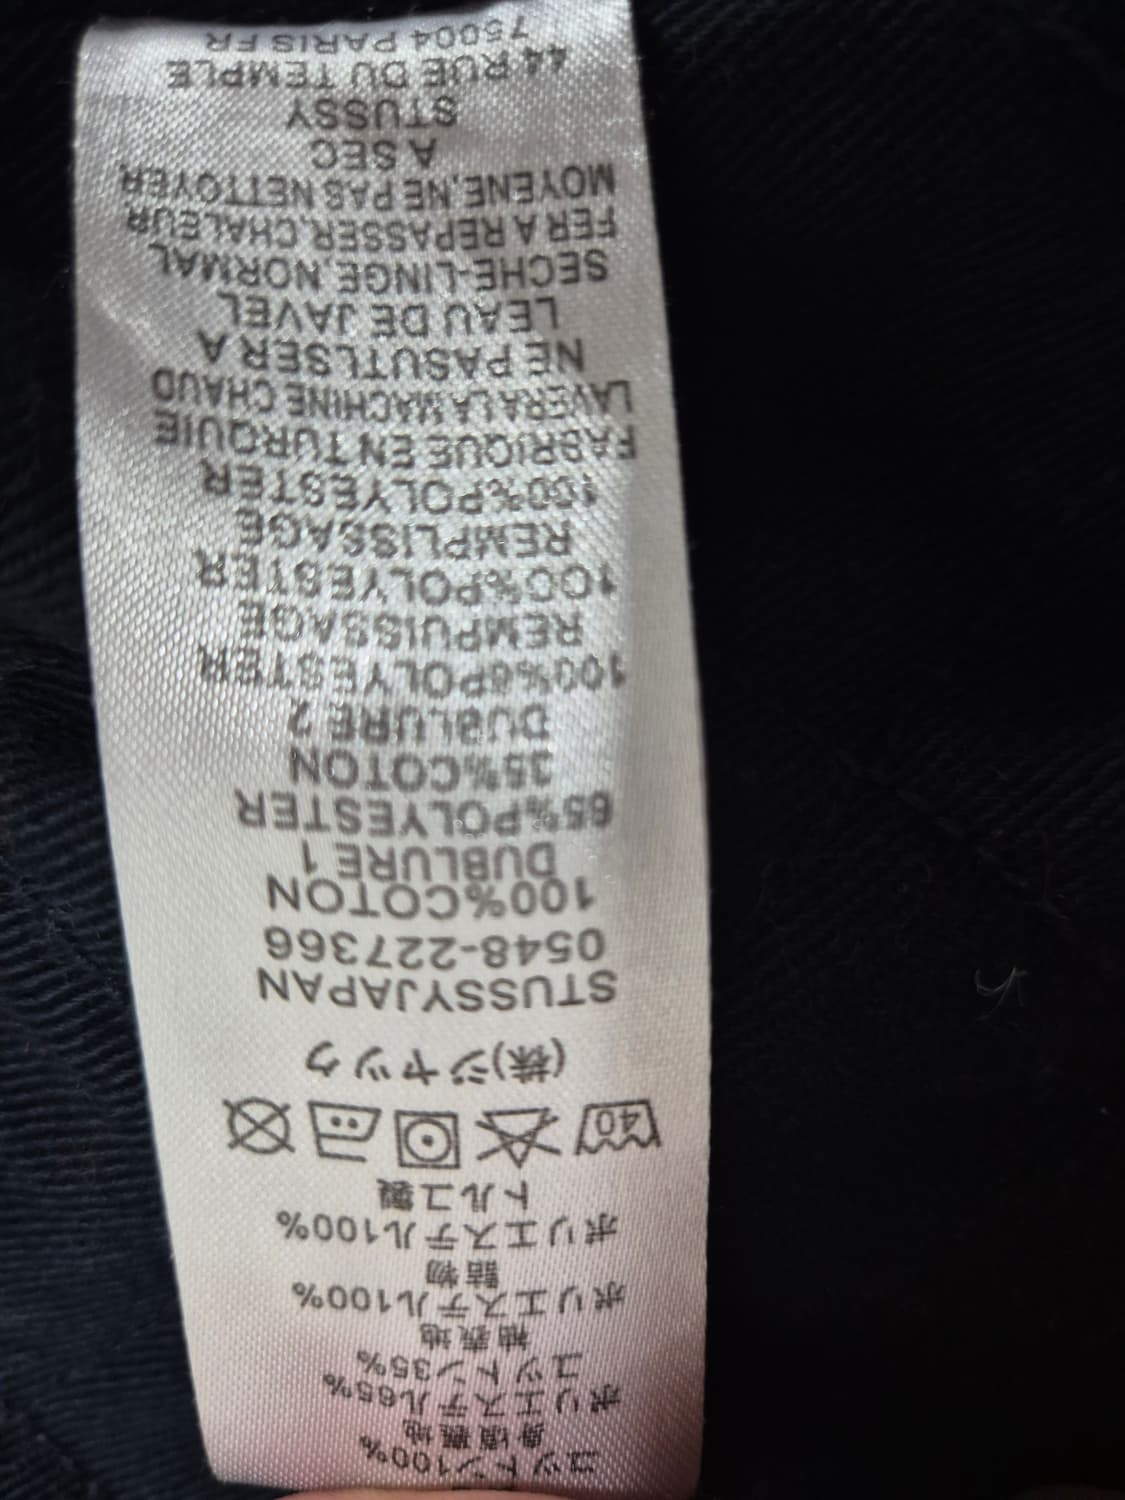 コットン100%
身頃裏地
ポリエステル65%
コットン35%
袖裏地
ポリエステル100%
詰物
ポリエステル100%
トルコ製
40
(株)ジャック
STUSSYJAPAN
0548-227366
100%COTON
DUBLURE 1
65%POLYESTER
35%COTON
DUBLURE 2
100%6POLYESTER
REMPUISSAGE
100%POLYESTER
REMPLISSAGE
100%POLYESTER
FABRIQUE EN TURQUIE
LAVERA LA MACHINE CHAUD
NE PASUTLSER A
LEAU DE JAVEL
SECHE-LINGE,NORMAL
FER A REPASSER,CHALEUR
MOYENE,NE PAS NETTOYER
A SEC
STUSSY
44 RUE DU TEMPLE
75004 PARIS FR